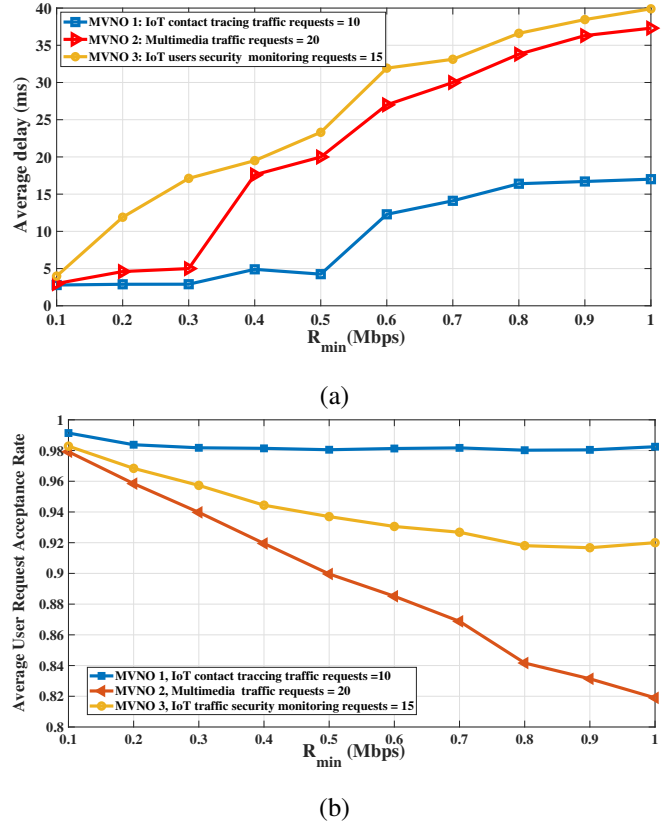 40
35
30
25
20
15
10
5
0
Average delay (ms)
MVNO 1: IoT contact tracing traffic requests = 10
MVNO 2: Multimedia traffic requests = 20
MVNO 3: IoT users security monitoring requests = 15
0.1 0.2 0.3 0.4 0.5 0.6 0.7 0.8 0.9 1
R_min (Mbps)
(a)
1
0.98
0.96
0.94
0.92
0.9
0.88
0.86
0.84
0.82
0.8
Average User Request Acceptance Rate
MVNO 1, IoT contact traccing traffic requests =10
MVNO 2, Multimedia traffic requests = 20
MVNO 3, IoT traffic security monitoring requests = 15
0.1 0.2 0.3 0.4 0.5 0.6 0.7 0.8 0.9 1
R_min (Mbps)
(b)